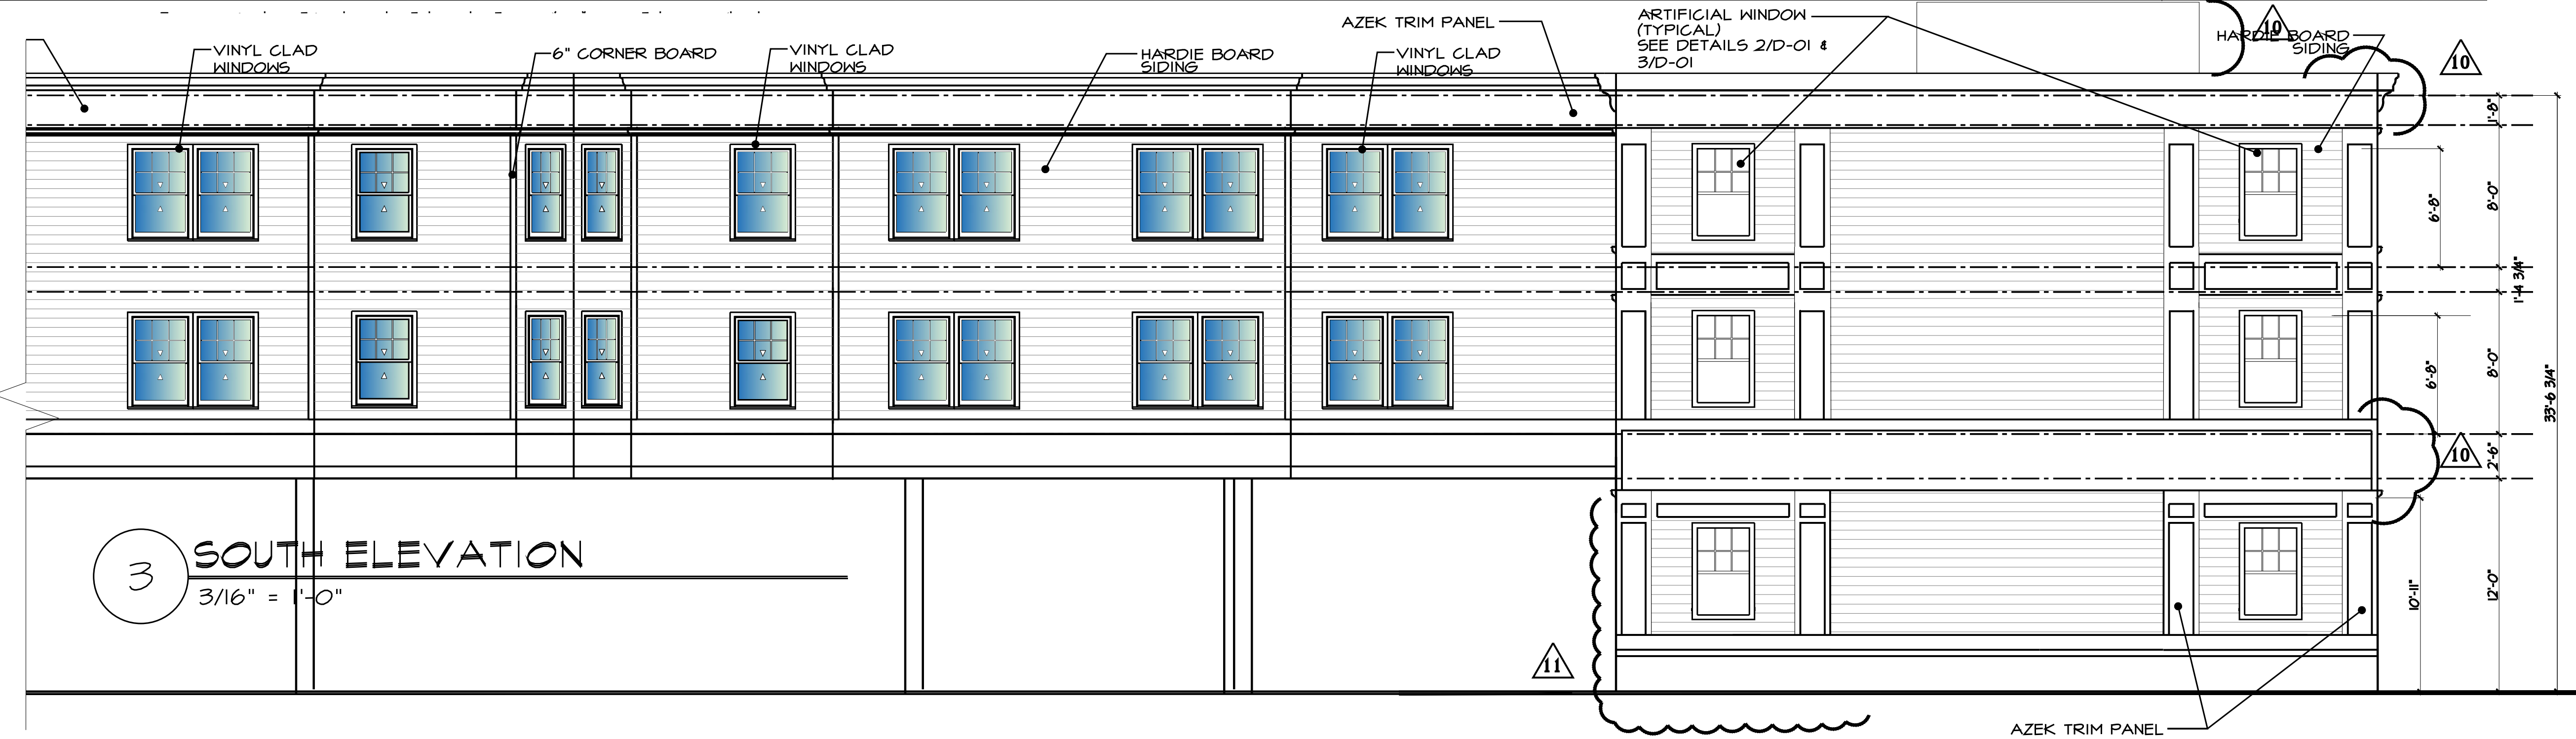 AZEK TRIM PANEL
ARTIFICIAL WINDOW
(TYPICAL)
SEE DETAILS 2/D-01 &
3/D-01
10
HARDIE BOARD
SIDING
10
VINYL CLAD
WINDOWS
6" CORNER BOARD
VINYL CLAD
WINDOWS
HARDIE BOARD
SIDING
VINYL CLAD
WINDOWS
1'-8"
8'-0"
6'-8"
1'-4 3/4"
8'-0"
6'-8"
33'-6 3/4"
10
2'-6"
12'-0"
10'-11"
3
SOUTH ELEVATION
3/16" = 1'-0"
11
AZEK TRIM PANEL